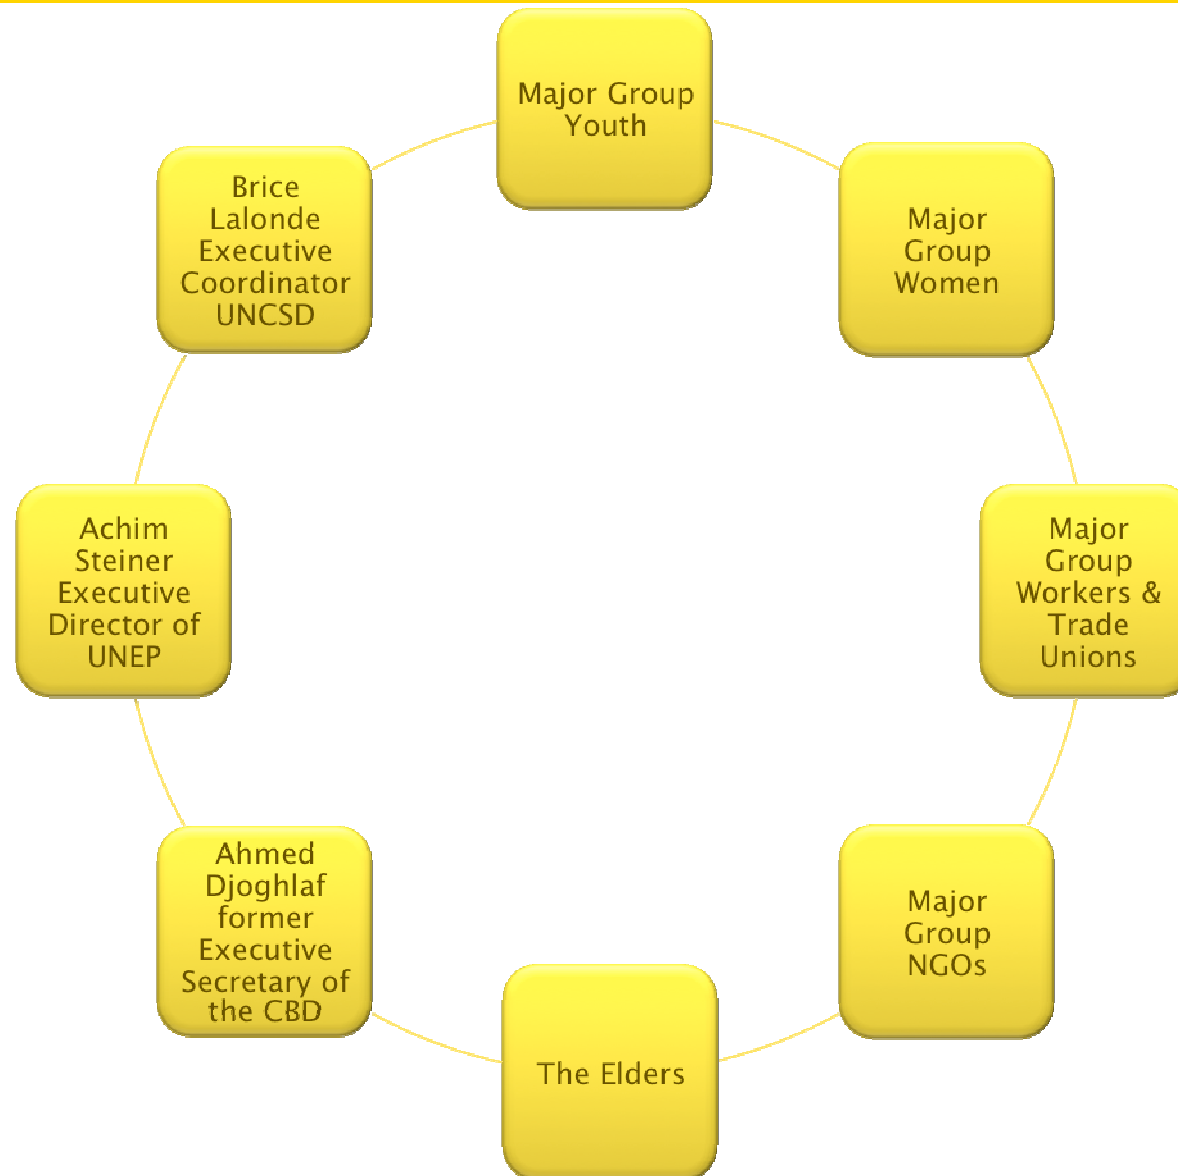 Major Group
Youth
Major
Group
Women
Major
Group
Workers &
Trade
Unions
Major
Group
NGOs
The Elders
Ahmed
Djoghlaf
former
Executive
Secretary of
the CBD
Achim
Steiner
Executive
Director of
UNEP
Brice
Lalonde
Executive
Coordinator
UNCSD